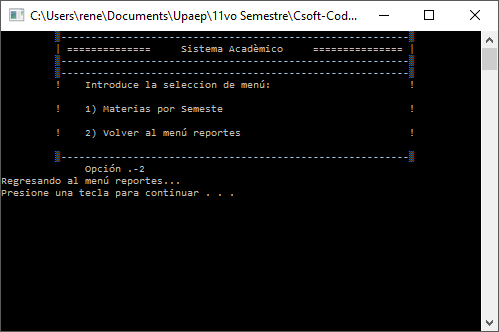 C:\Users\rene\Documents\Upaep\11vo Semestre\Csoft-Cod...
▒----------------------------------------------------------▒
| ============== Sistema Acadèmico =============== |
▒----------------------------------------------------------▒
▒----------------------------------------------------------▒
! Introduce la seleccion de menú: !
! 1) Materias por Semeste !
! 2) Volver al menú reportes !
▒----------------------------------------------------------▒
Opción .-2
Regresando al menú reportes...
Presione una tecla para continuar . . .